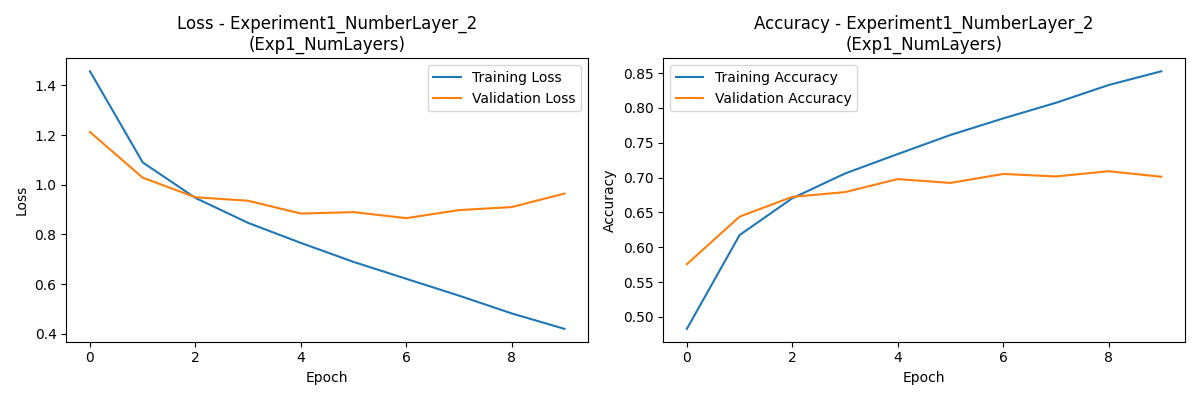 Loss - Experiment1_NumberLayer_2
(Exp1_NumLayers)
Training Loss
Validation Loss
1.4
1.2
1.0
0.8
0.6
0.4
Loss
0
2
4
6
8
Epoch
Accuracy - Experiment1_NumberLayer_2
(Exp1_NumLayers)
Training Accuracy
Validation Accuracy
0.85
0.80
0.75
0.70
0.65
0.60
0.55
0.50
Accuracy
0
2
4
6
8
Epoch